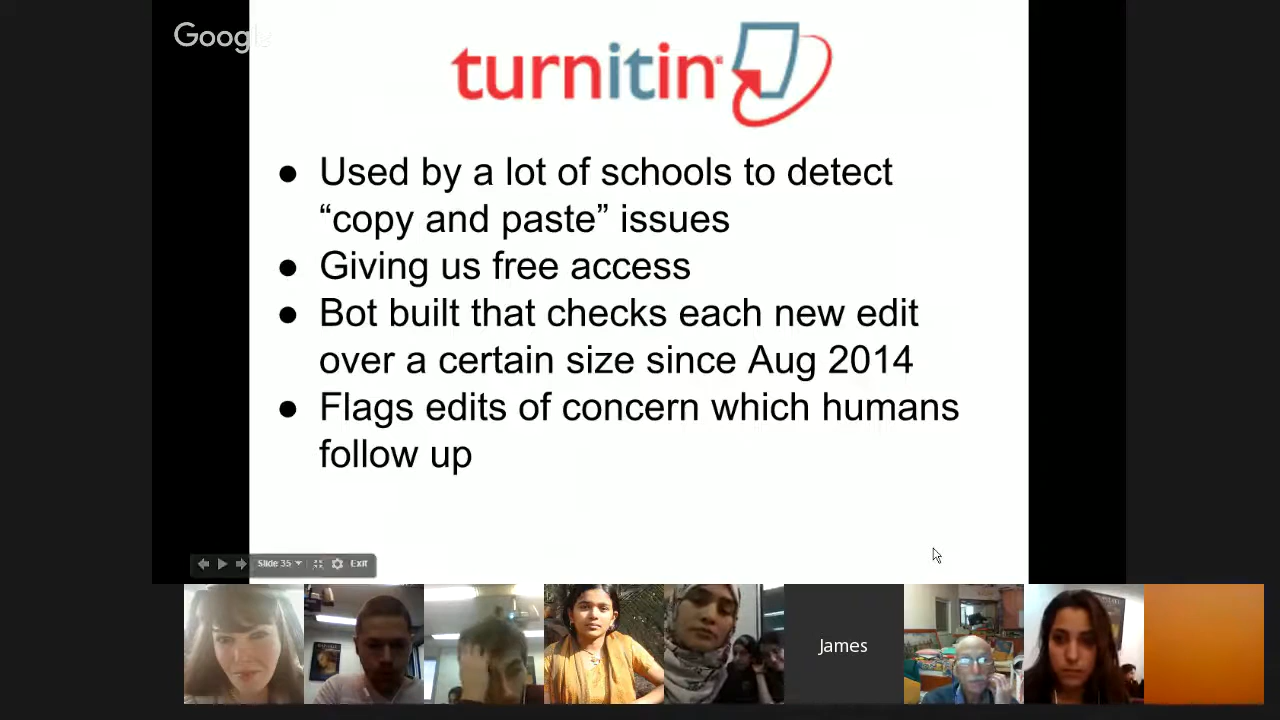 Google
turnitin
● Used by a lot of schools to detect
“copy and paste” issues
● Giving us free access
● Bot built that checks each new edit
over a certain size since Aug 2014
● Flags edits of concern which humans
follow up
Slide 35
Exit
James